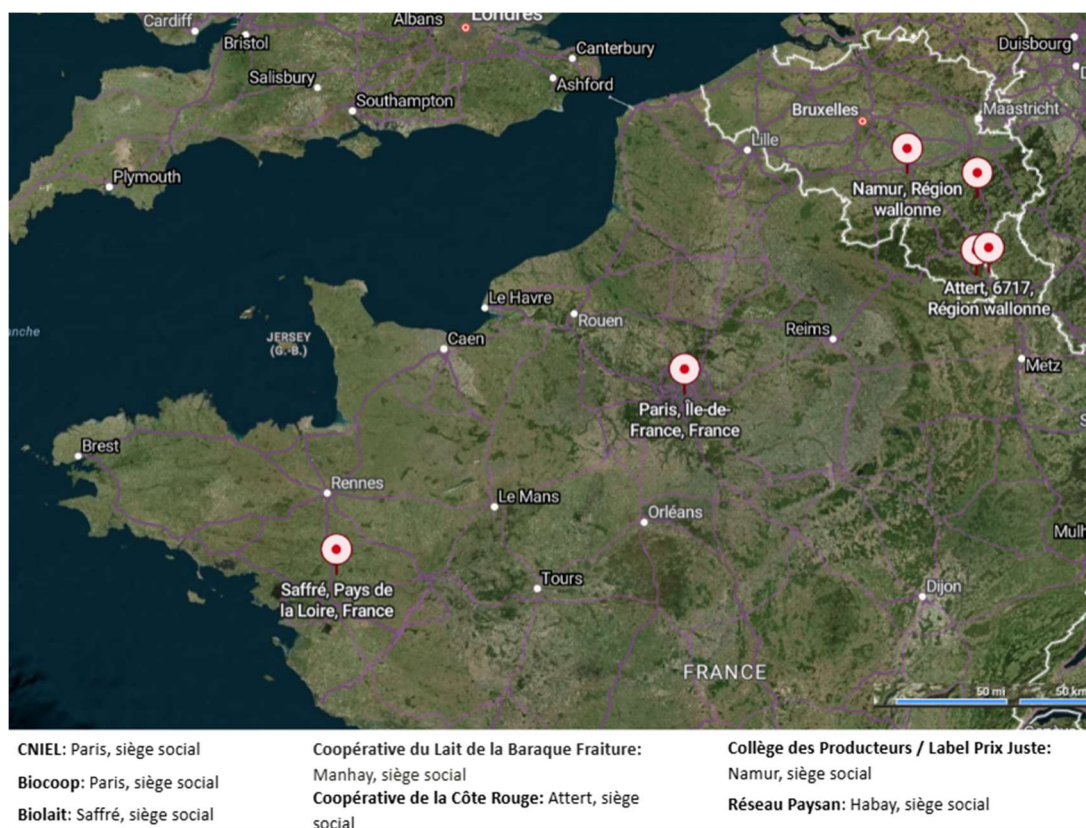 Cardiff
Albans
Londres
Bristol
Canterbury
Salisbury
Ashford
Southampton
Plymouth
Duisbourg
Bruxelles
Maastricht
Lille
Namur, Région
wallonne
Attert, 6717,
Région wallonne
Le Havre
Rouen
Reims
JERSEY
(G.-B.)
Caen
Metz
Paris, Île-de-
France, France
Brest
Rennes
Le Mans
Orléans
Saffré, Pays de
la Loire, France
Tours
Dijon
FRANCE
50 mi
50 km
CNIEL: Paris, siège social
Biocoop: Paris, siège social
Biolait: Saffré, siège social
Coopérative du Lait de la Baraque Fraiture:
Manhay, siège social
Coopérative de la Côte Rouge: Attert, siège
social
Collège des Producteurs / Label Prix Juste:
Namur, siège social
Réseau Paysan: Habay, siège social